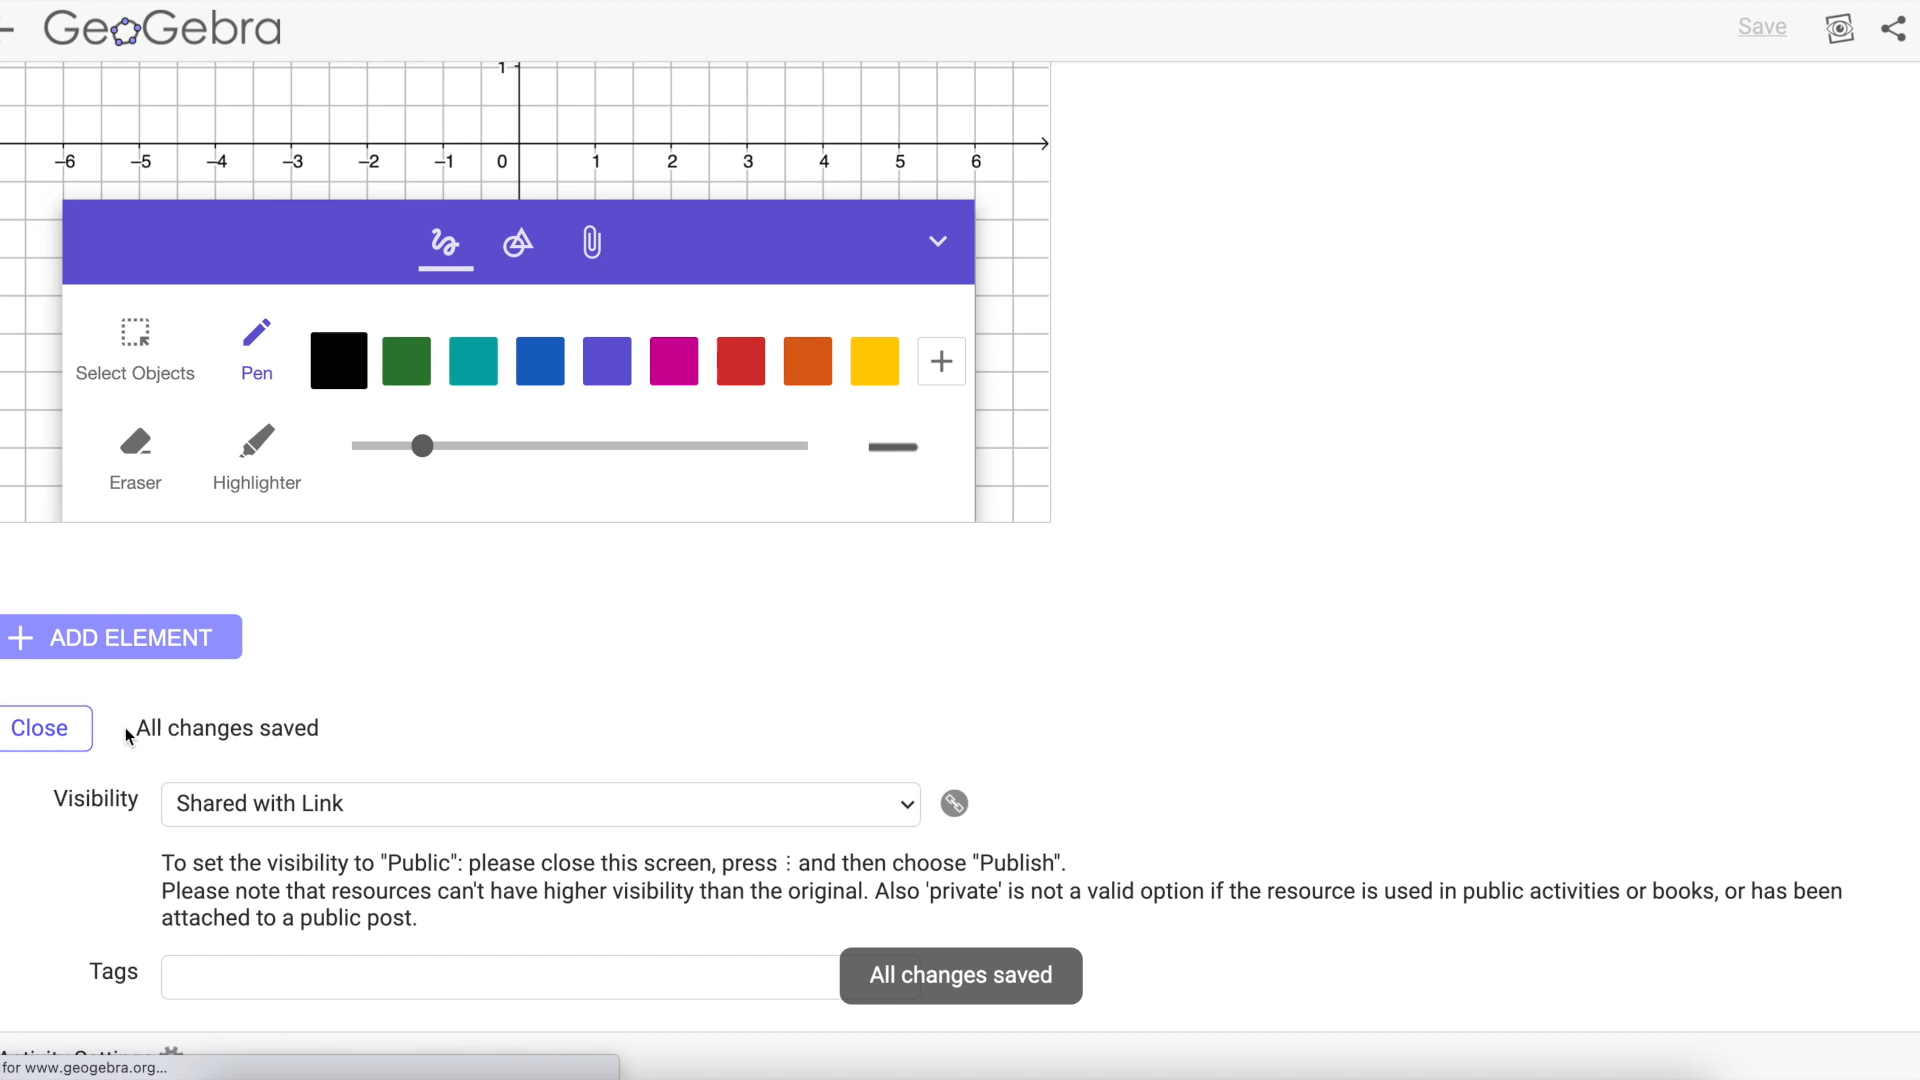 GeoGebra
Save
1
–6 –5 –4 –3 –2 –1 0 1 2 3 4 5 6
Select Objects
Pen
Eraser
Highlighter
ADD ELEMENT
Close
All changes saved
Visibility
Shared with Link
To set the visibility to "Public": please close this screen, press ⋮ and then choose "Publish".
Please note that resources can't have higher visibility than the original. Also 'private' is not a valid option if the resource is used in public activities or books, or has been
attached to a public post.
Tags
All changes saved
for www.geogebra.org...